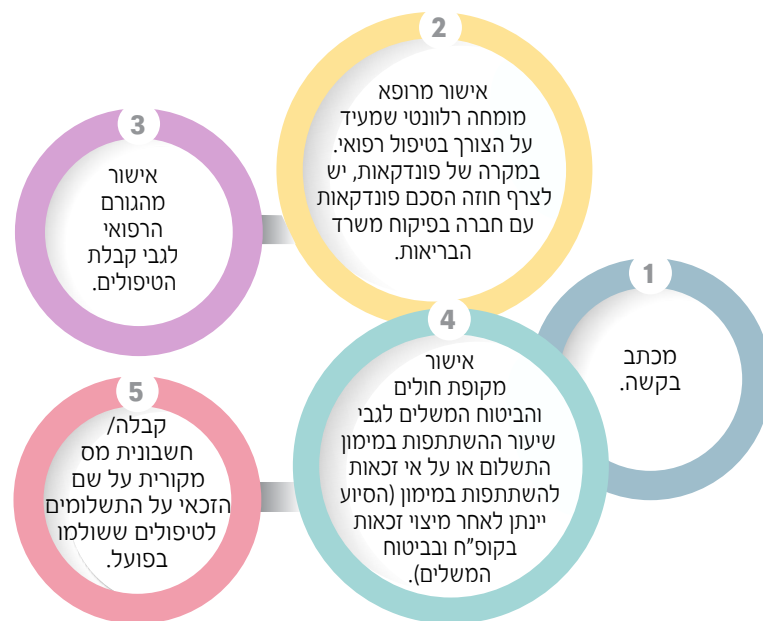 1
מכתב
בקשה.
2
אישור מרופא
מומחה רלוונטי שמעיד
על הצורך בטיפול רפואי.
במקרה של פונדקאות, יש
לצרף חוזה הסכם פונדקאות
עם חברה בפיקוח משרד
הבריאות.
3
אישור
מהגורם
הרפואי
לגבי קבלת
הטיפולים.
4
אישור
מקופת חולים
והביטוח המשלים לגבי
שיעור ההשתתפות במימון
התשלום או על אי זכאות
להשתתפות במימון (הסיוע
יינתן לאחר מיצוי זכאות
בקופ"ח ובביטוח
המשלים).
5
קבלה/
חשבונית מס
מקורית על שם
הזכאי על התשלומים
לטיפולים ששולמו
בפועל.